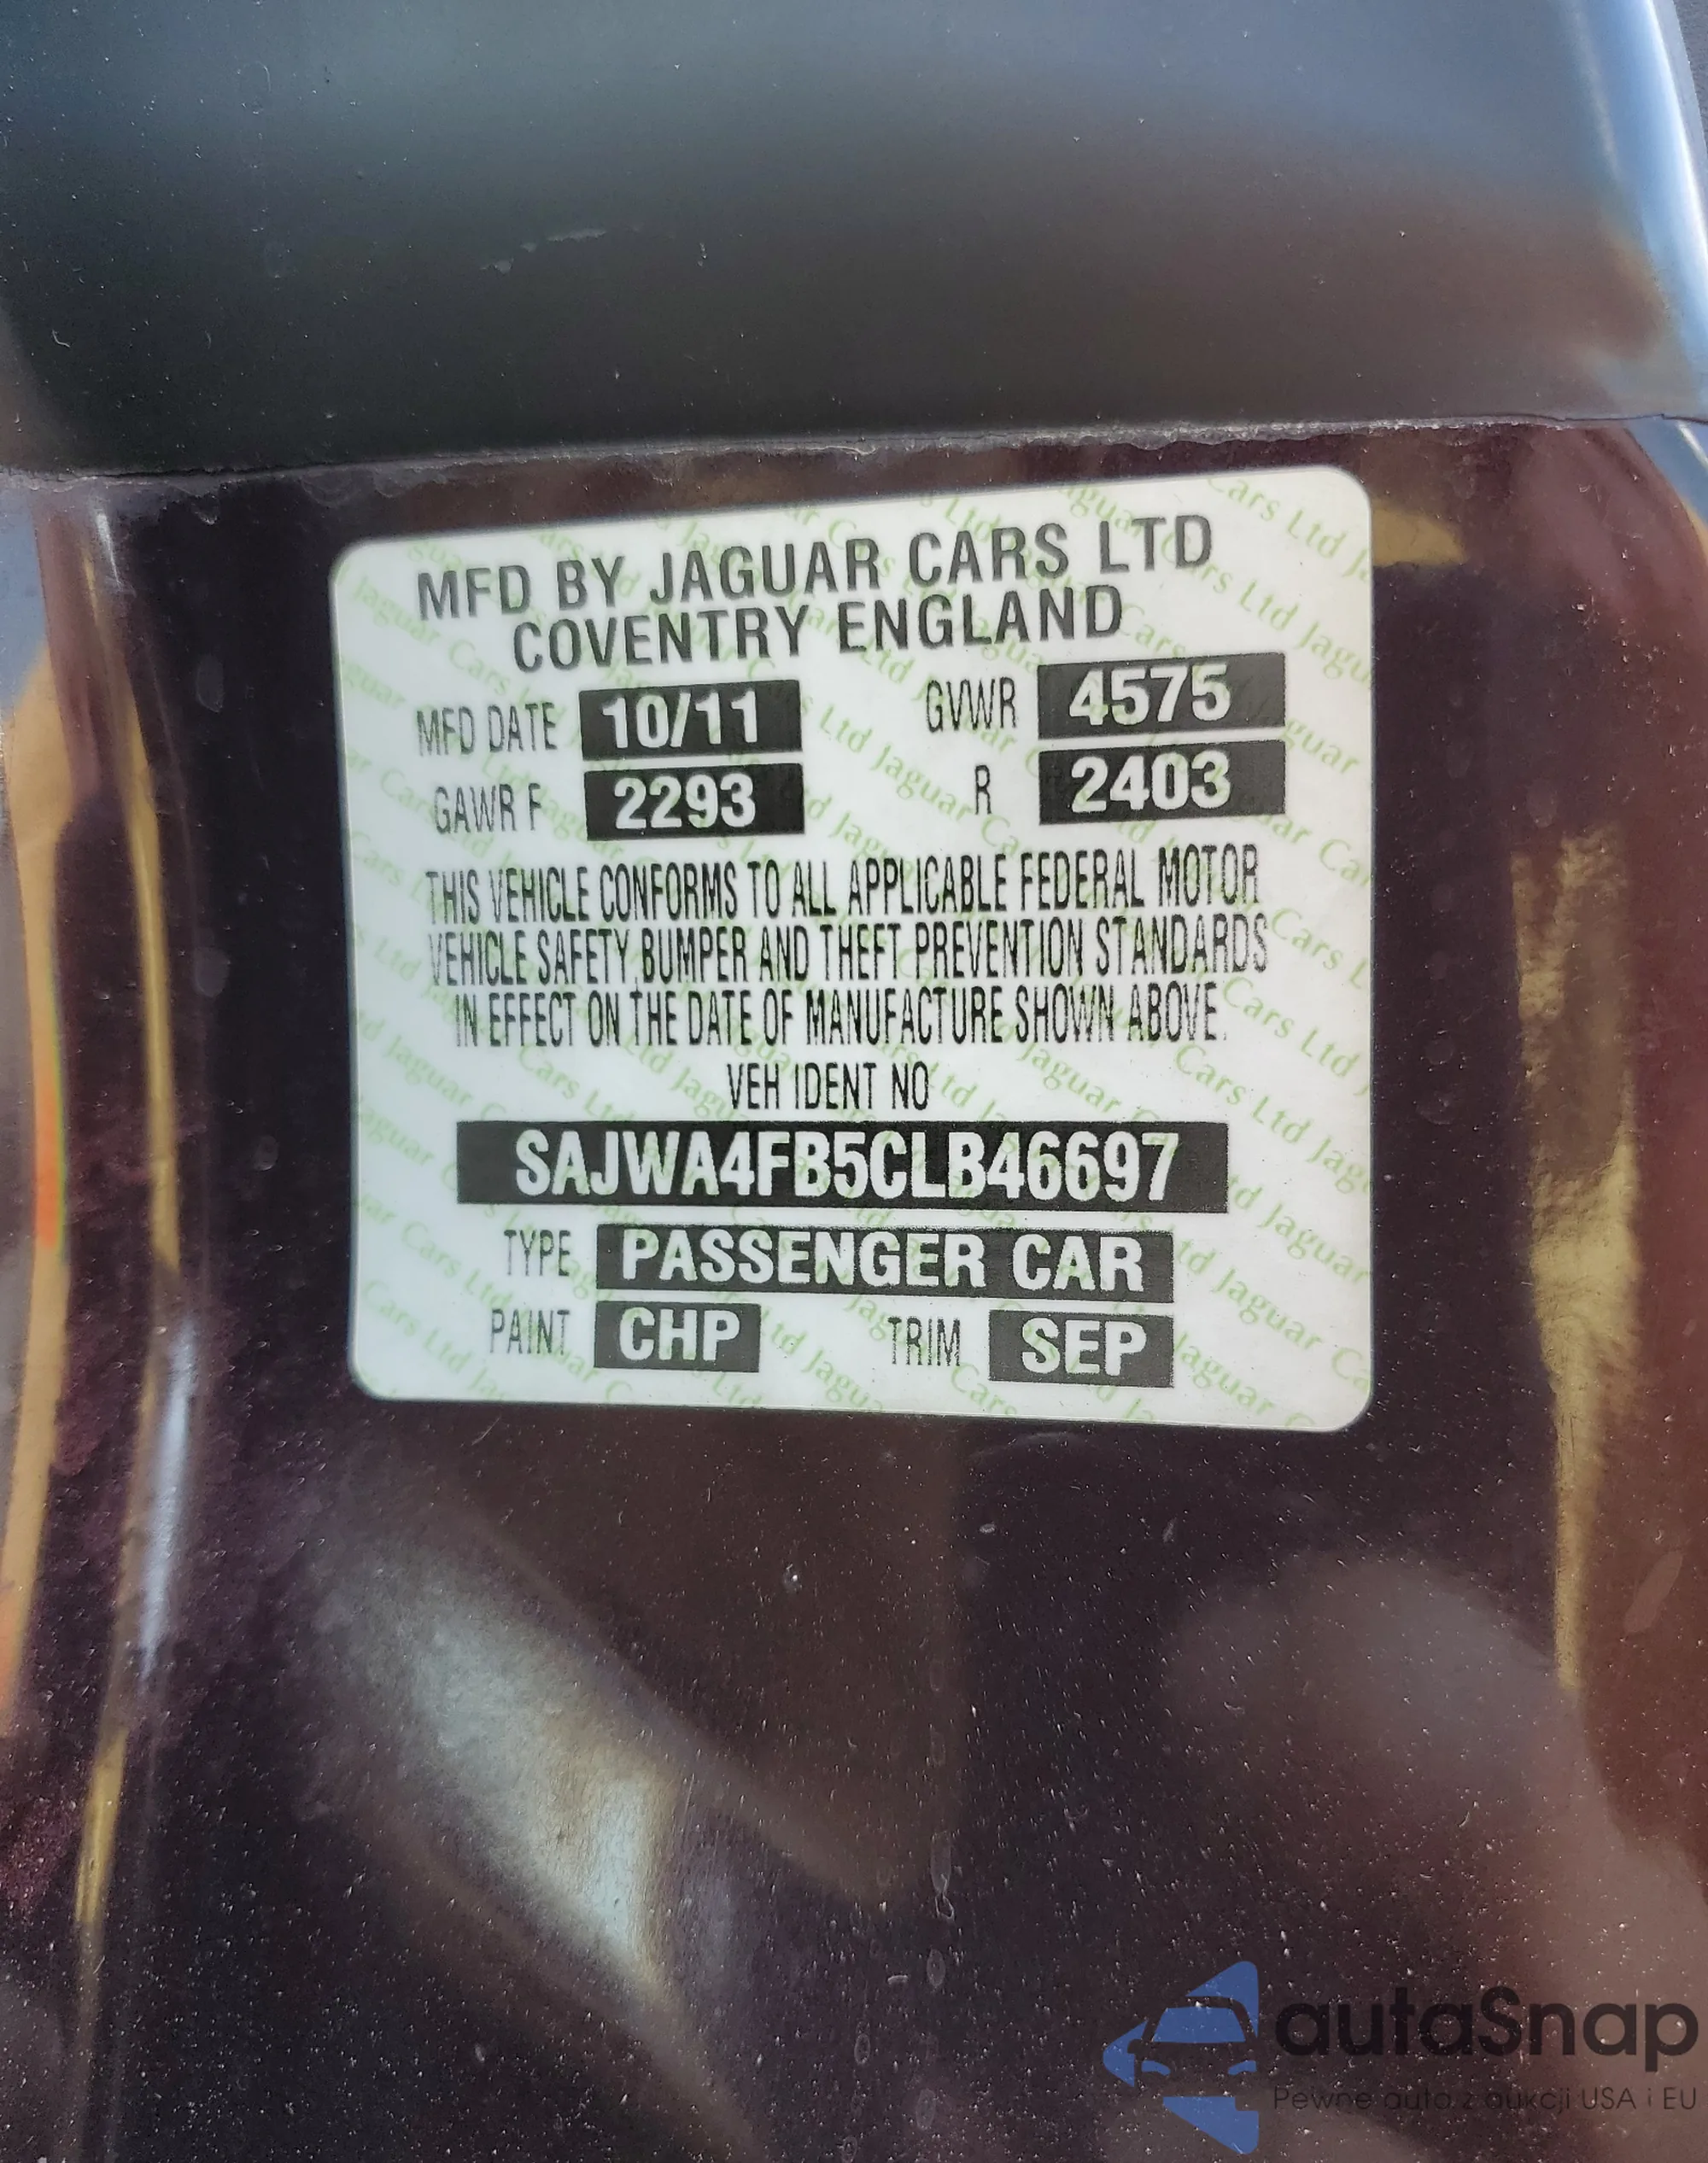 MFD BY JAGUAR CARS LTD
COVENTRY ENGLAND
MFD DATE 10/11 GVWR 4575
GAWR F 2293 R 2403
THIS VEHICLE CONFORMS TO ALL APPLICABLE FEDERAL MOTOR
VEHICLE SAFETY, BUMPER AND THEFT PREVENTION STANDARDS
IN EFFECT ON THE DATE OF MANUFACTURE SHOWN ABOVE.
VEH IDENT NO
SAJWA4FB5CLB46697
TYPE PASSENGER CAR
PAINT CHP TRIM SEP
autaSnap
Pewne auta z aukcji USA i EU